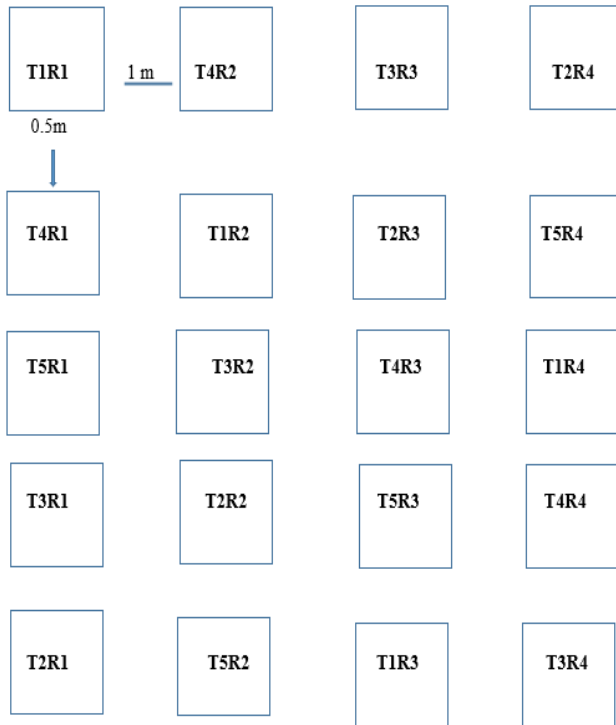 T1R1 1 m T4R2 T3R3 T2R4
0.5m
T4R1 T1R2 T2R3 T5R4
T5R1 T3R2 T4R3 T1R4
T3R1 T2R2 T5R3 T4R4
T2R1 T5R2 T1R3 T3R4